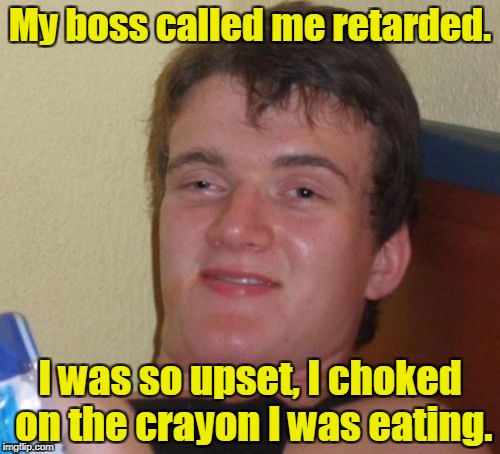 My boss called me retarded.
I was so upset, I choked
on the crayon I was eating.
imgflip.com